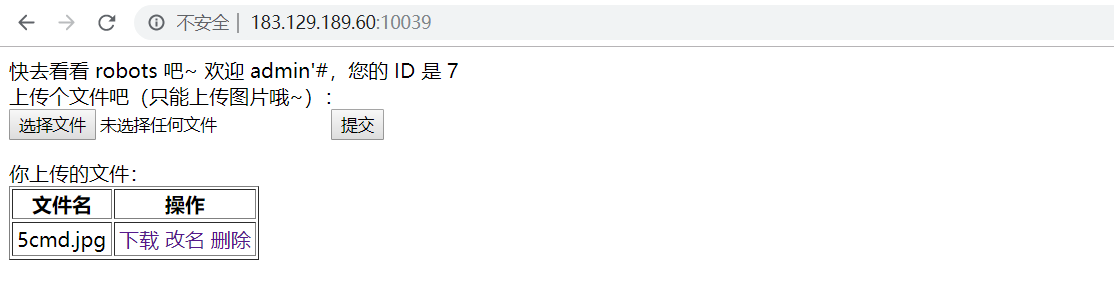 不安全 | 183.129.189.60:10039
快去看看 robots 吧~ 欢迎 admin'#，您的 ID 是 7
上传个文件吧（只能上传图片哦~）：
选择文件 未选择任何文件 提交
你上传的文件：
文件名 操作
5cmd.jpg 下载 改名 删除